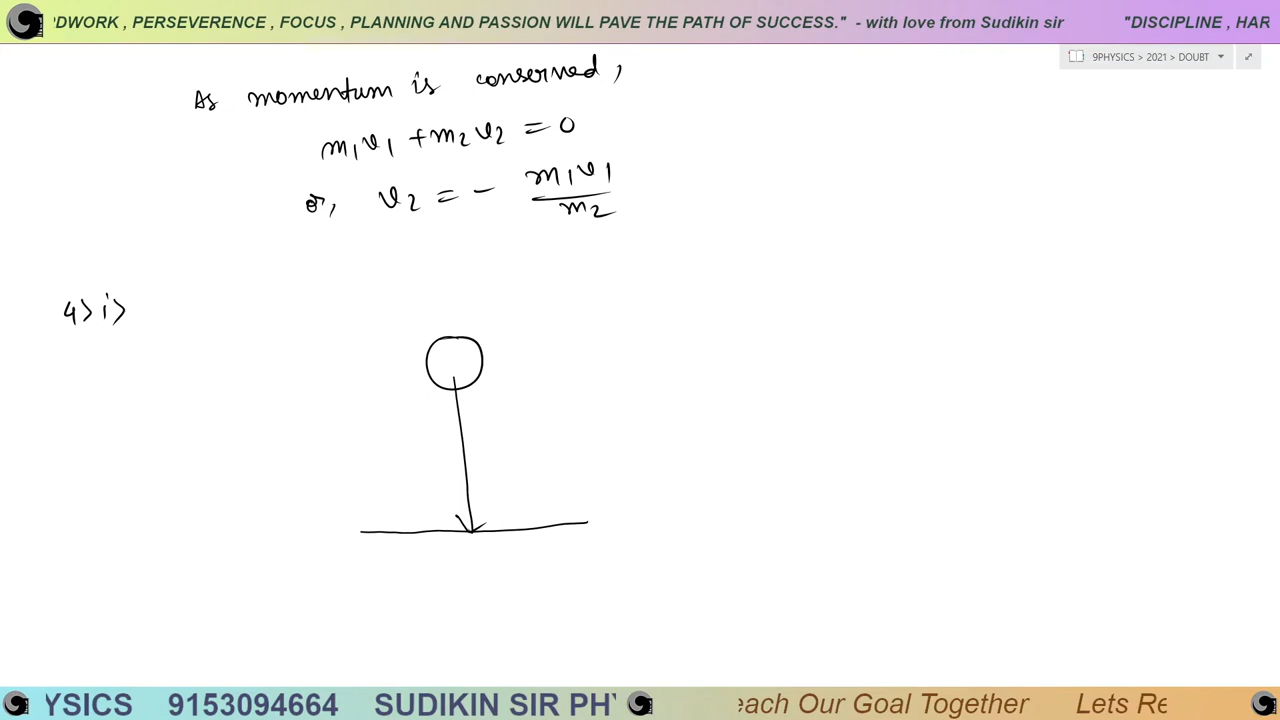 'DWORK , PERSEVERENCE , FOCUS , PLANNING AND PASSION WILL PAVE THE PATH OF SUCCESS." - with love from Sudikin sir "DISCIPLINE , HAR
9PHYSICS > 2021 > DOUBT
As momentum is conserved,
m₁v₁ + m₂v₂ = 0
or, v₂ = - m₁v₁ / m₂
4> i>
YSICS 9153094664 SUDIKIN SIR PHY
each Our Goal Together Lets Re